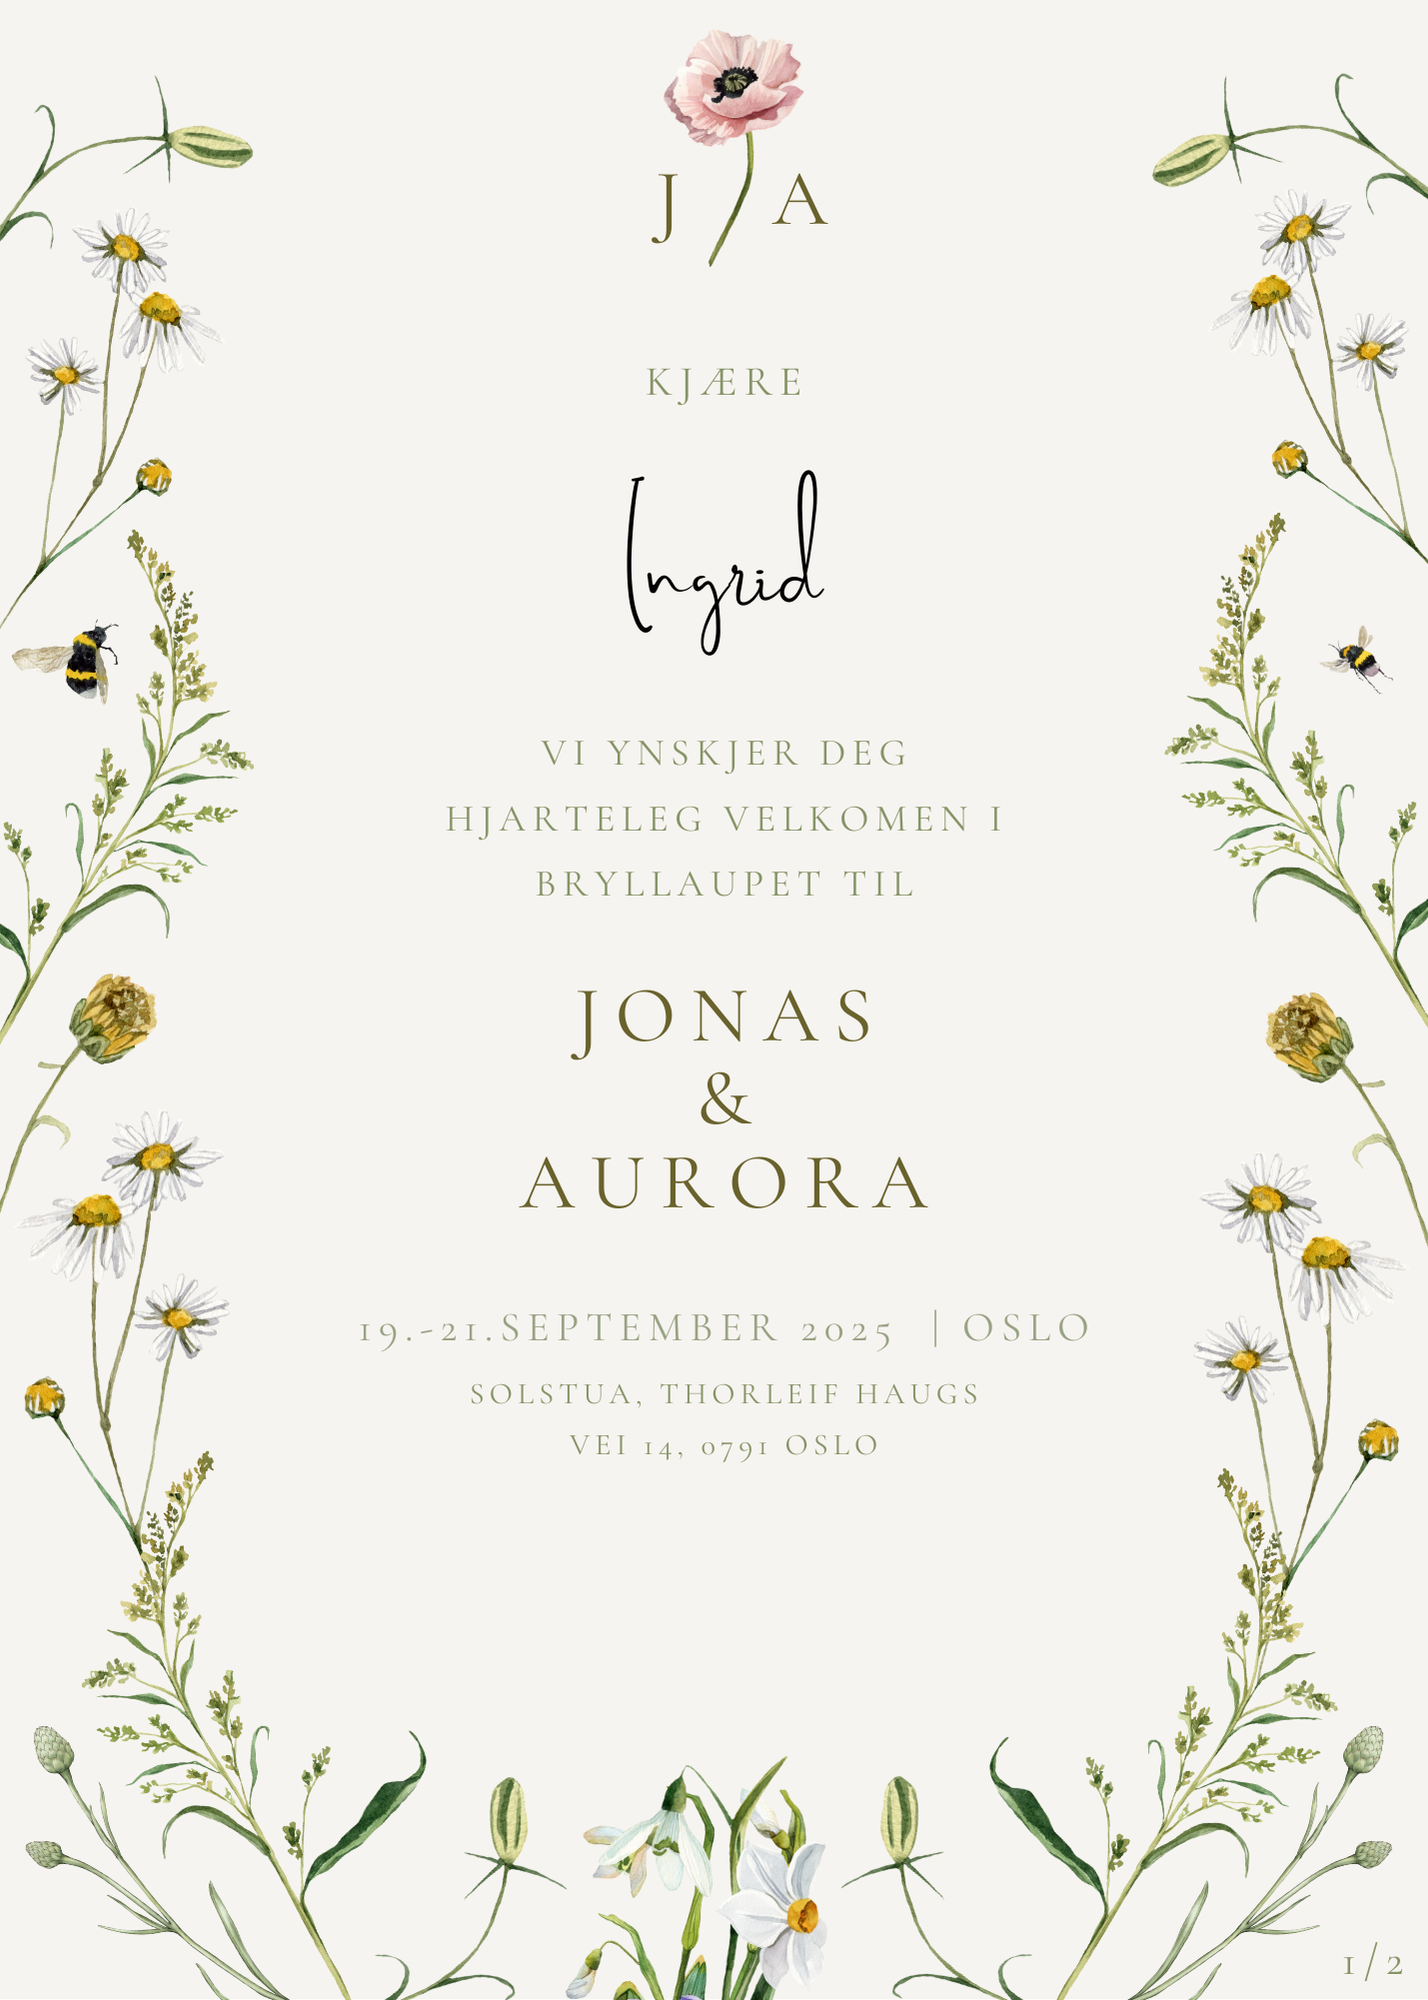 J A
KJÆRE
Ingrid
VI YNSKJER DEG
HJARTELEG VELKOMEN I
BRYLLAUPET TIL
JONAS
&
AURORA
19.-21.SEPTEMBER 2025 | OSLO
SOLSTUA, THORLEIF HAUGS
VEI 14, 0791 OSLO
1/2